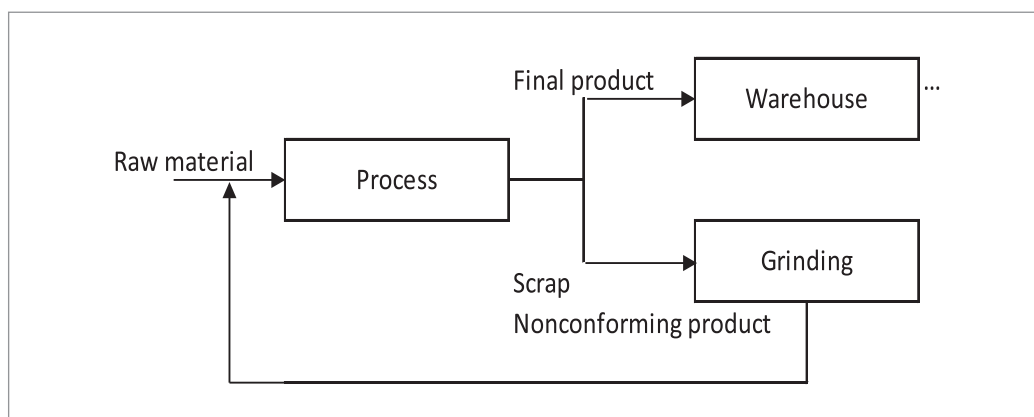 Final product
Warehouse
...
Raw material
Process
Grinding
Scrap
Nonconforming product